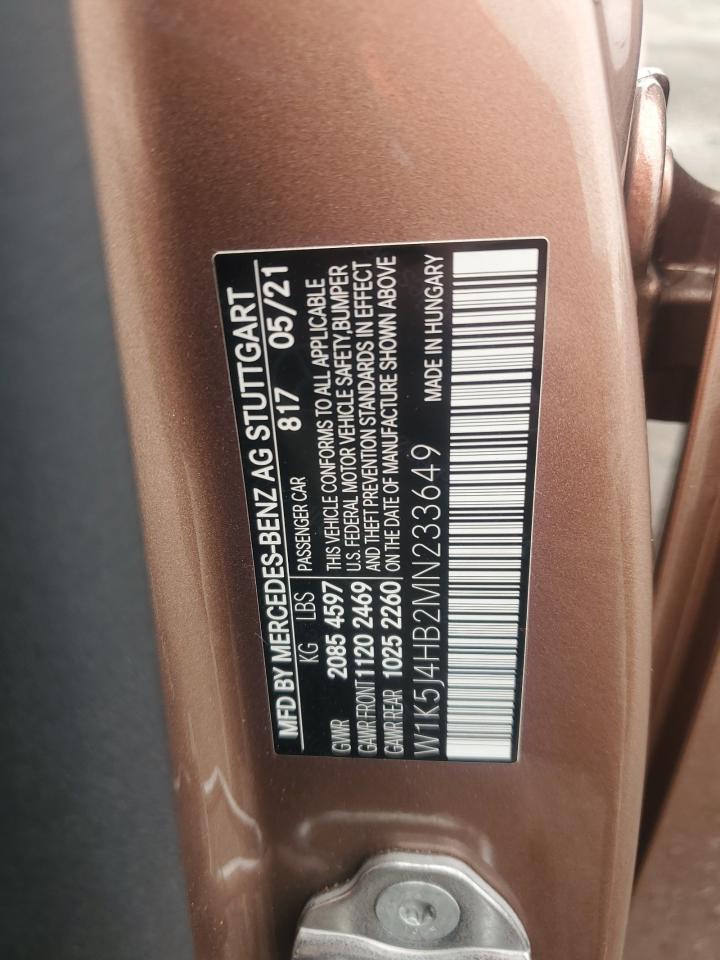 MFD BY MERCEDES-BENZ AG STUTTGART
KG LBS 817 05/21
PASSENGER CAR
GVWR 2085 4597 THIS VEHICLE CONFORMS TO ALL APPLICABLE
U.S. FEDERAL MOTOR VEHICLE SAFETY,BUMPER
GAWR FRONT 1120 2469 AND THEFT PREVENTION STANDARDS IN EFFECT
GAWR REAR 1025 2260 ON THE DATE OF MANUFACTURE SHOWN ABOVE
W1K5J4HB2MN233649 MADE IN HUNGARY